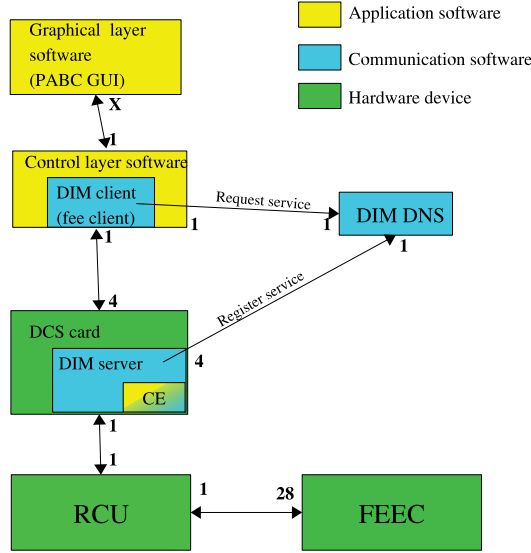 Graphical layer
software
(PABC GUI)
Application software
Communication software
Hardware device
X
1
Control layer software
DIM client
(fee client)
1
1
Request service
1
DIM DNS
1
4
Register service
DCS card
DIM server
4
CE
1
1
RCU
1
28
FEEC